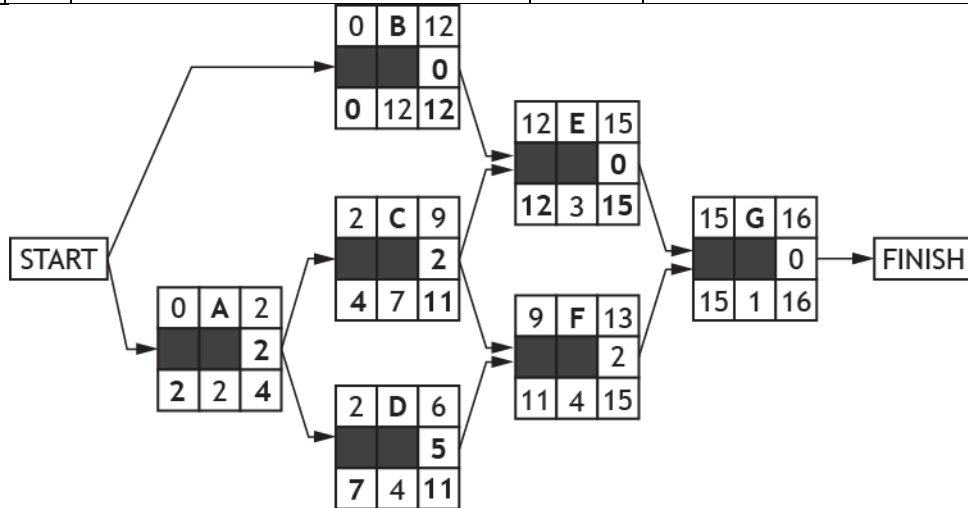 0 B 12
0
0 12 12
12 E 15
0
12 3 15
2 C 9
2
4 7 11
15 G 16
0
15 1 16
START
FINISH
0 A 2
2
2 2 4
9 F 13
2
11 4 15
2 D 6
5
7 4 11